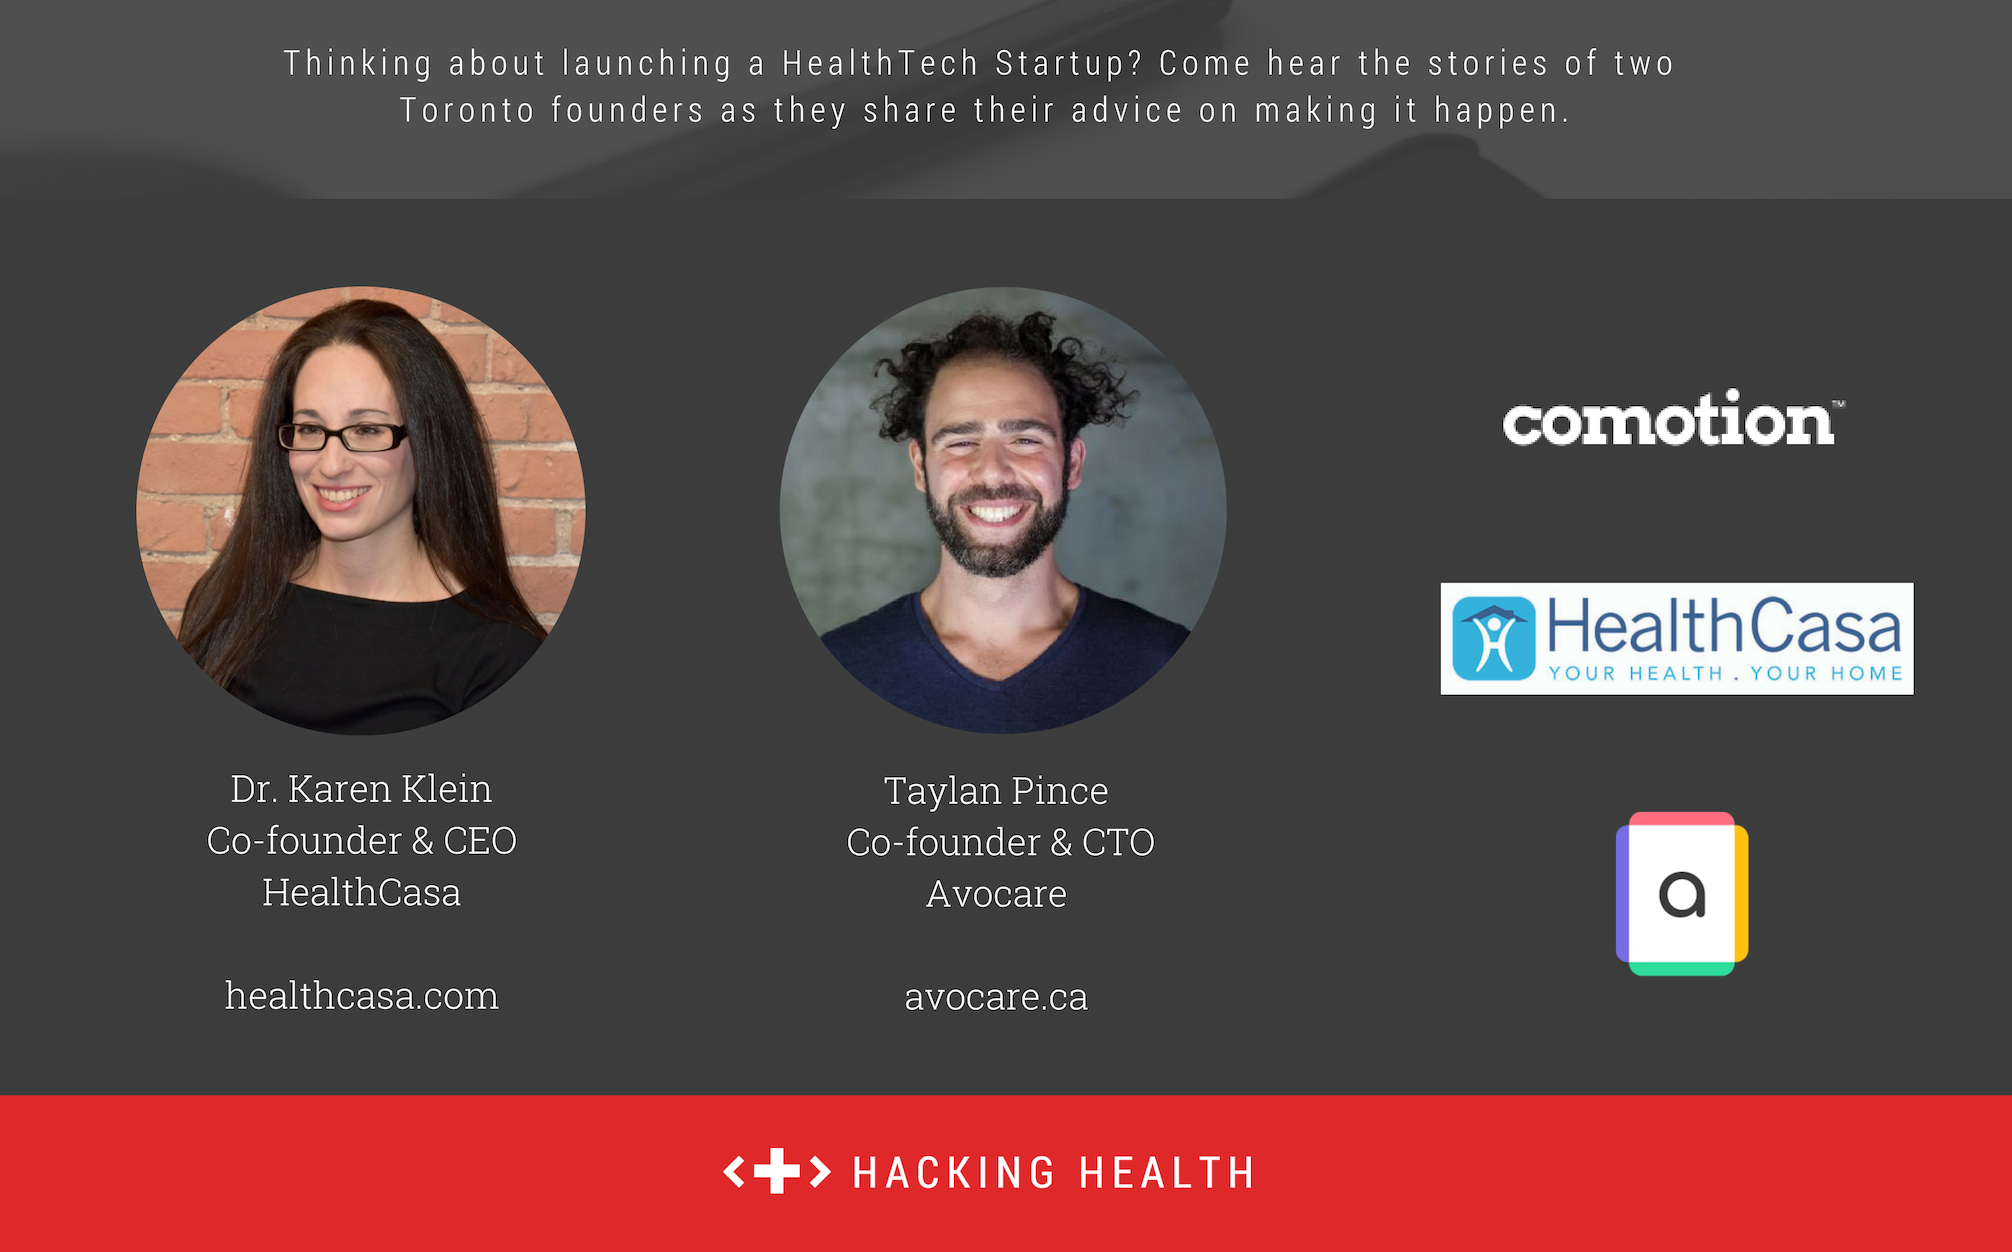 Thinking about launching a HealthTech Startup? Come hear the stories of two
Toronto founders as they share their advice on making it happen.
Dr. Karen Klein
Co-founder & CEO
HealthCasa
healthcasa.com
Taylan Pince
Co-founder & CTO
Avocare
avocare.ca
comotion™
HealthCasa
YOUR HEALTH . YOUR HOME
a
HACKING HEALTH